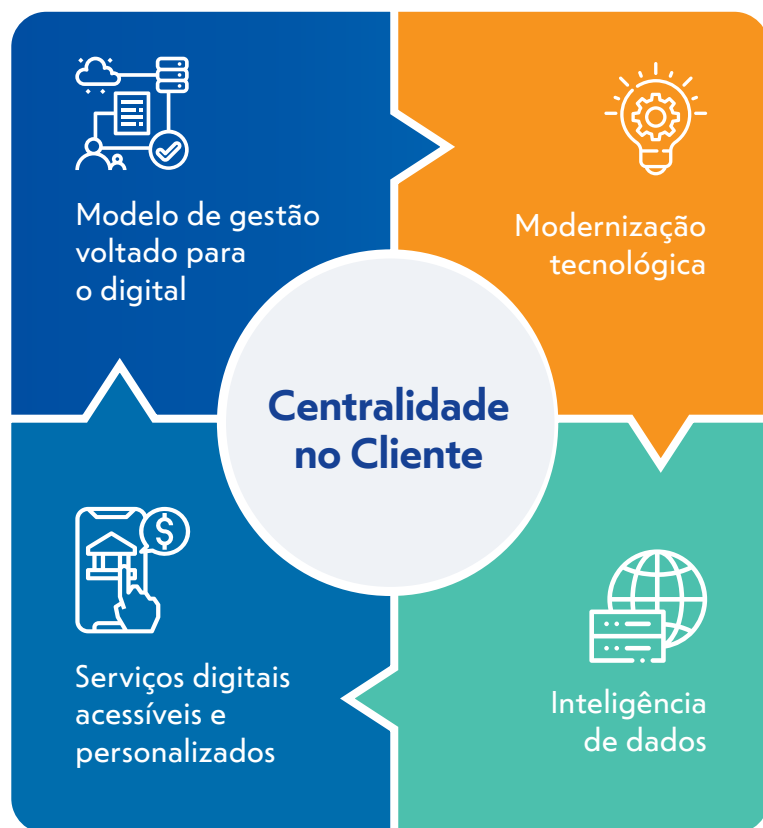 Modelo de gestão
voltado para
o digital
Modernização
tecnológica
Centralidade
no Cliente
$
Serviços digitais
acessíveis e
personalizados
Inteligência
de dados